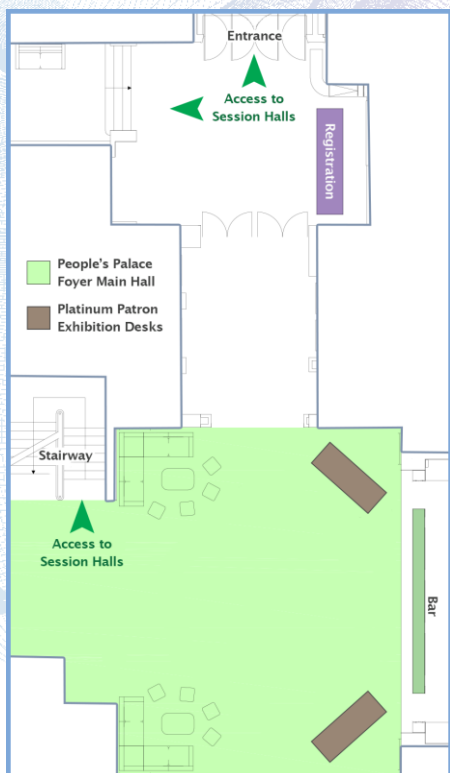 Entrance
Access to
Session Halls
Registration
People's Palace
Foyer Main Hall
Platinum Patron
Exhibition Desks
Stairway
Access to
Session Halls
Bar